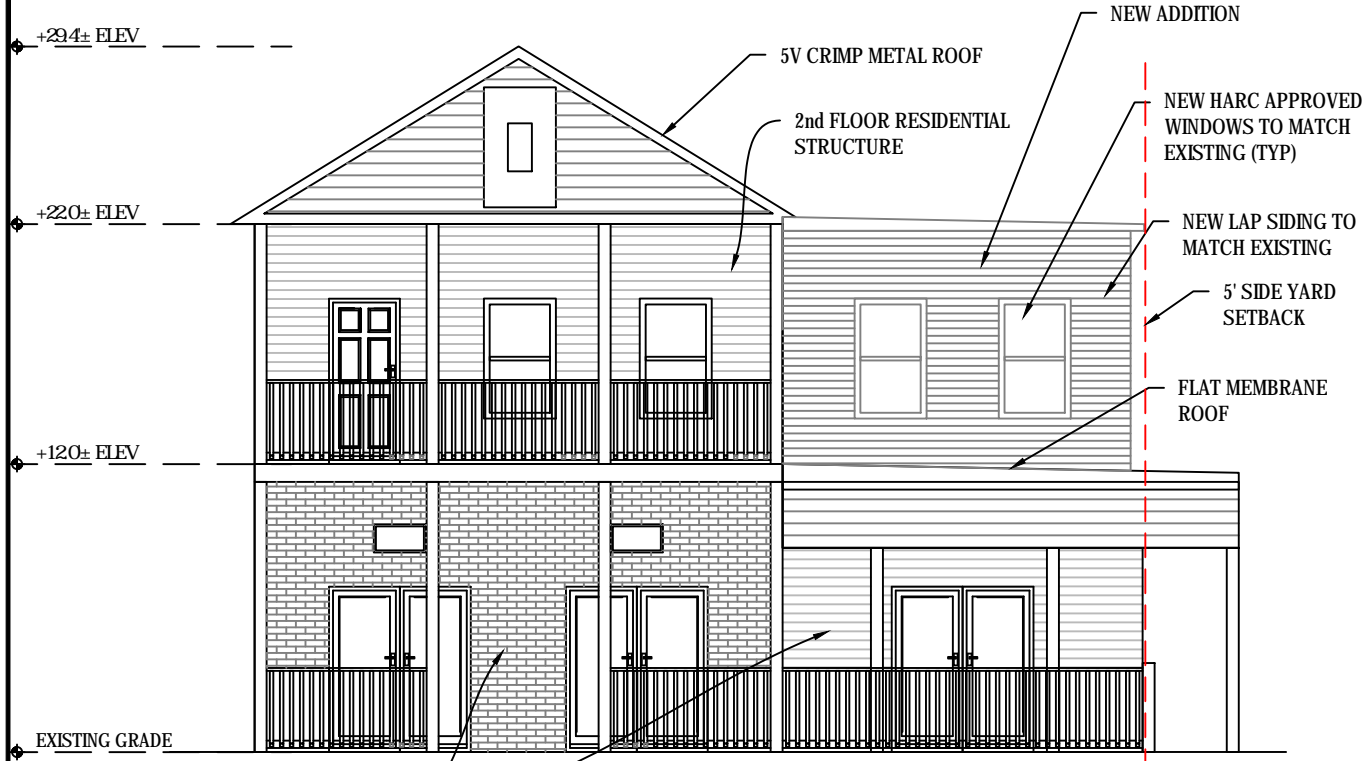 +29.4± ELEV
NEW ADDITION
5V CRIMP METAL ROOF
2nd FLOOR RESIDENTIAL
STRUCTURE
NEW HARC APPROVED
WINDOWS TO MATCH
EXISTING (TYP)
+22.0± ELEV
NEW LAP SIDING TO
MATCH EXISTING
5' SIDE YARD
SETBACK
FLAT MEMBRANE
ROOF
+12.0± ELEV
EXISTING GRADE